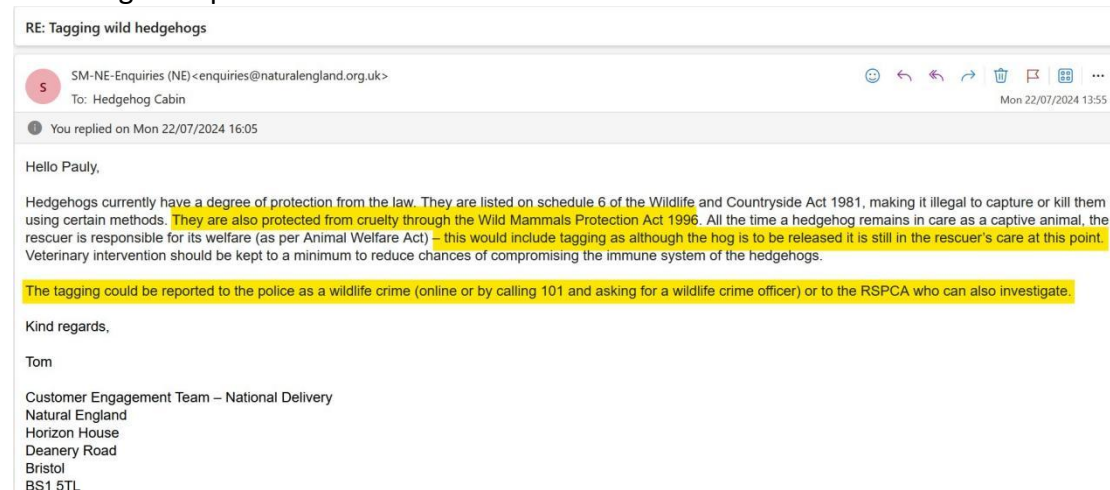 RE: Tagging wild hedgehogs
S
SM-NE-Enquiries (NE)<enquiries@naturalengland.org.uk>
To: Hedgehog Cabin
Mon 22/07/2024 13:55
You replied on Mon 22/07/2024 16:05
Hello Pauly,
Hedgehogs currently have a degree of protection from the law. They are listed on schedule 6 of the Wildlife and Countryside Act 1981, making it illegal to capture or kill them
using certain methods. They are also protected from cruelty through the Wild Mammals Protection Act 1996. All the time a hedgehog remains in care as a captive animal, the
rescuer is responsible for its welfare (as per Animal Welfare Act) – this would include tagging as although the hog is to be released it is still in the rescuer's care at this point.
Veterinary intervention should be kept to a minimum to reduce chances of compromising the immune system of the hedgehogs.
The tagging could be reported to the police as a wildlife crime (online or by calling 101 and asking for a wildlife crime officer) or to the RSPCA who can also investigate.
Kind regards,
Tom
Customer Engagement Team – National Delivery
Natural England
Horizon House
Deanery Road
Bristol
BS1 5TL